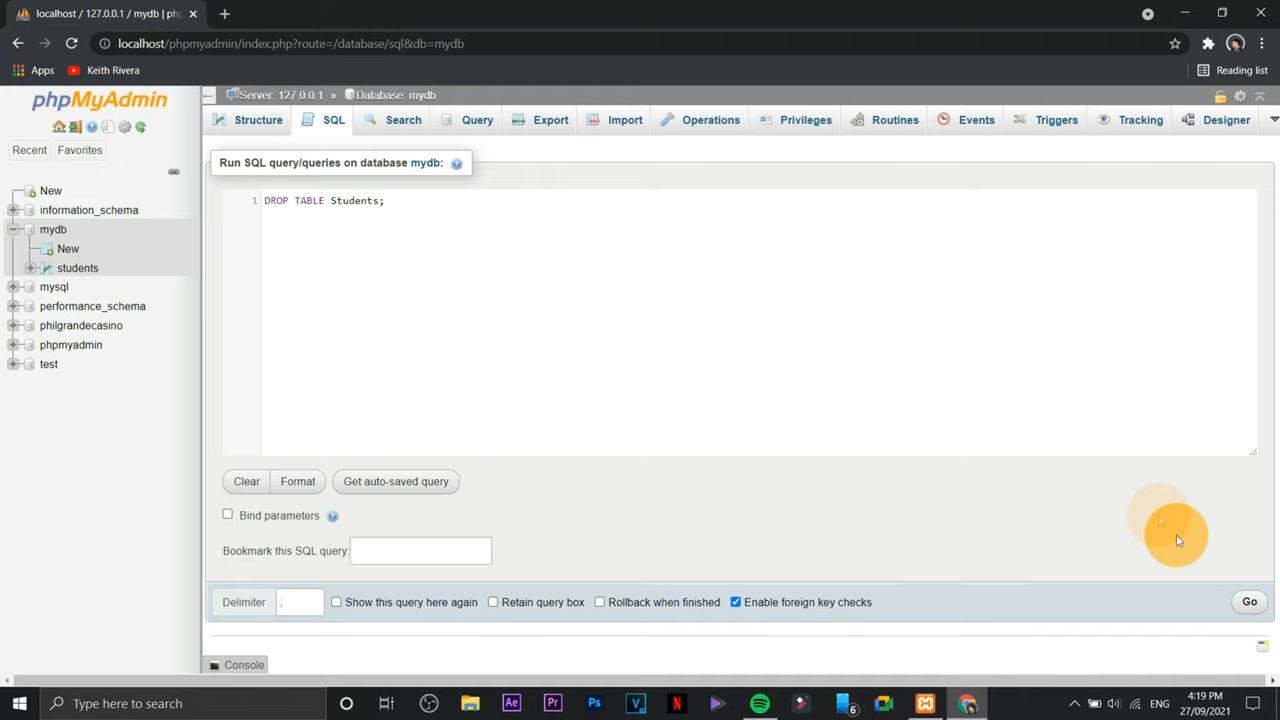 localhost / 127.0.0.1 / mydb | ph
localhost/phpmyadmin/index.php?route=/database/sql&db=mydb
Apps
Keith Rivera
Reading list
phpMyAdmin
Server: 127.0.0.1 » Database: mydb
Structure
SQL
Search
Query
Export
Import
Operations
Privileges
Routines
Events
Triggers
Tracking
Designer
Recent
Favorites
Run SQL query/queries on database mydb:
New
information_schema
mydb
New
students
mysql
performance_schema
philgrandecasino
phpmyadmin
test
1 DROP TABLE Students;
Clear
Format
Get auto-saved query
Bind parameters
Bookmark this SQL query:
Delimiter ;
Show this query here again
Retain query box
Rollback when finished
Enable foreign key checks
Go
Console
Type here to search
Ae
Pr
Ps
V
N
6
ENG
4:19 PM
27/09/2021